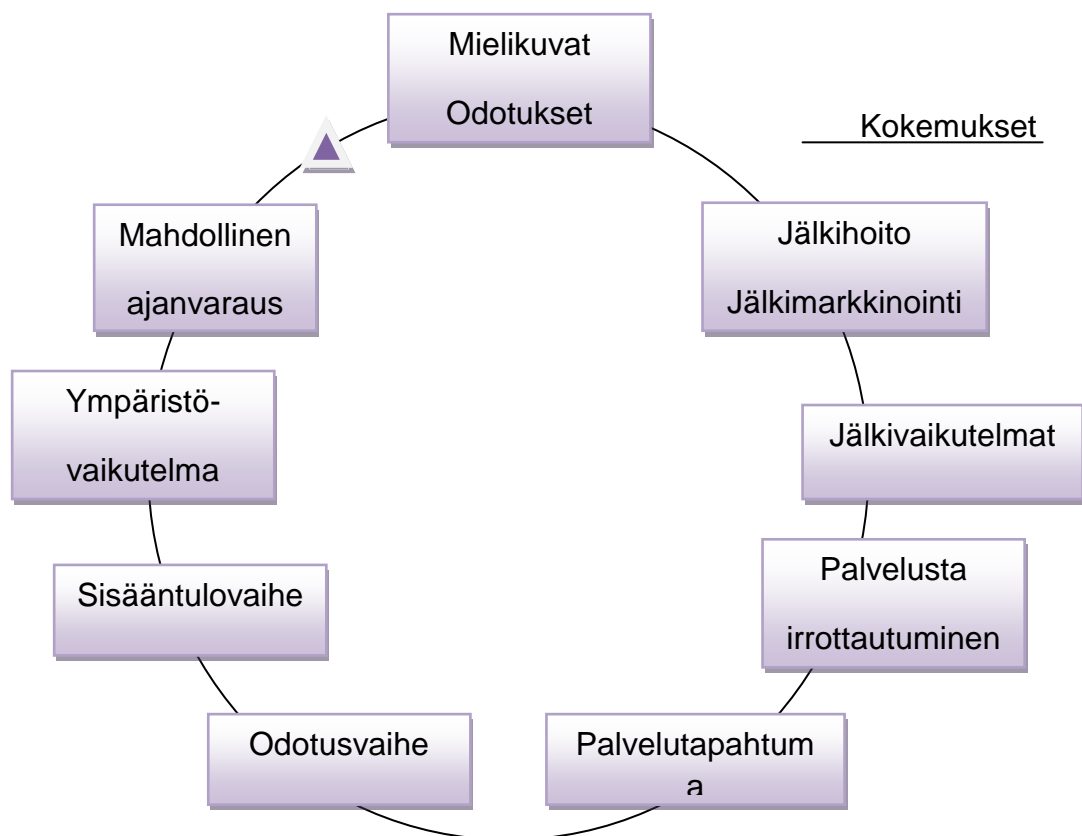 Mielikuvat
Odotukset
Kokemukset
Mahdollinen
ajanvaraus
Jälkihoito
Jälkimarkkinointi
Ympäristö-
vaikutelma
Jälkivaikutelmat
Sisääntulovaihe
Palvelusta
irrottautuminen
Odotusvaihe
Palvelutapahtum
a